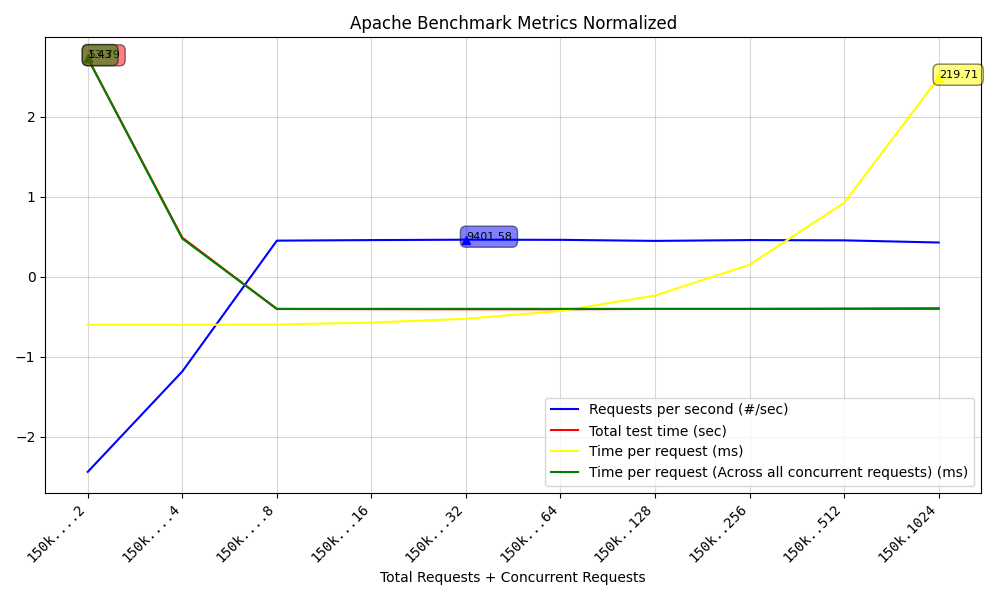 Apache Benchmark Metrics Normalized
1.43
219.71
2
1
9401.58
0
−1
−2
Requests per second (#/sec)
Total test time (sec)
Time per request (ms)
Time per request (Across all concurrent requests) (ms)
150k....2
150k....4
150k....8
150k...16
150k...32
150k...64
150k..128
150k..256
150k..512
150k.1024
Total Requests + Concurrent Requests